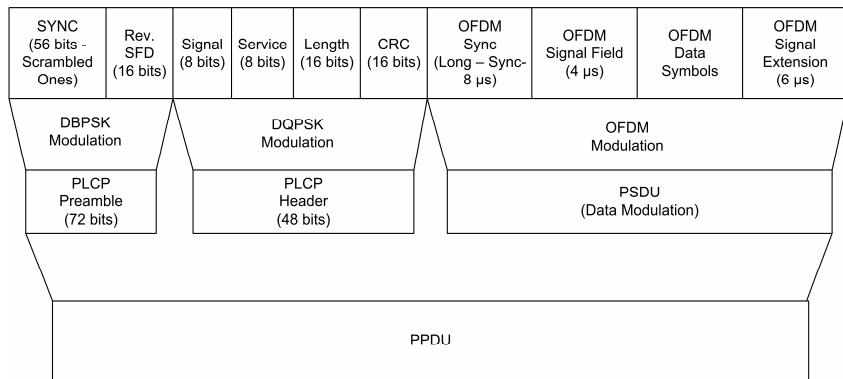 SYNC
(56 bits -
Scrambled
Ones)
Rev.
SFD
(16 bits)
Signal
(8 bits)
Service
(8 bits)
Length
(16 bits)
CRC
(16 bits)
OFDM
Sync
(Long – Sync-
8 µs)
OFDM
Signal Field
(4 µs)
OFDM
Data
Symbols
OFDM
Signal
Extension
(6 µs)
DBPSK
Modulation
DQPSK
Modulation
OFDM
Modulation
PLCP
Preamble
(72 bits)
PLCP
Header
(48 bits)
PSDU
(Data Modulation)
PPDU